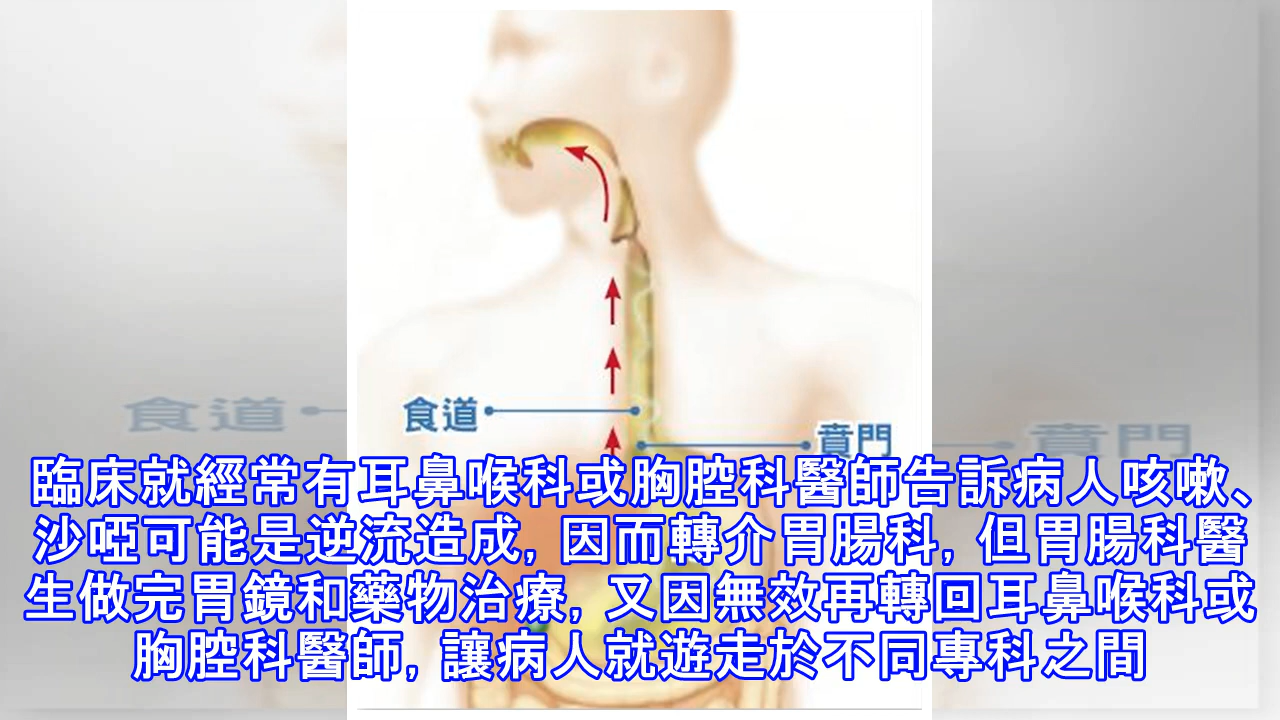 食道
賁門
食道
賁門
臨床就經常有耳鼻喉科或胸腔科醫師告訴病人咳嗽、
沙啞可能是逆流造成, 因而轉介胃腸科, 但胃腸科醫
生做完胃鏡和藥物治療, 又因無效再轉回耳鼻喉科或
胸腔科醫師, 讓病人就遊走於不同專科之間